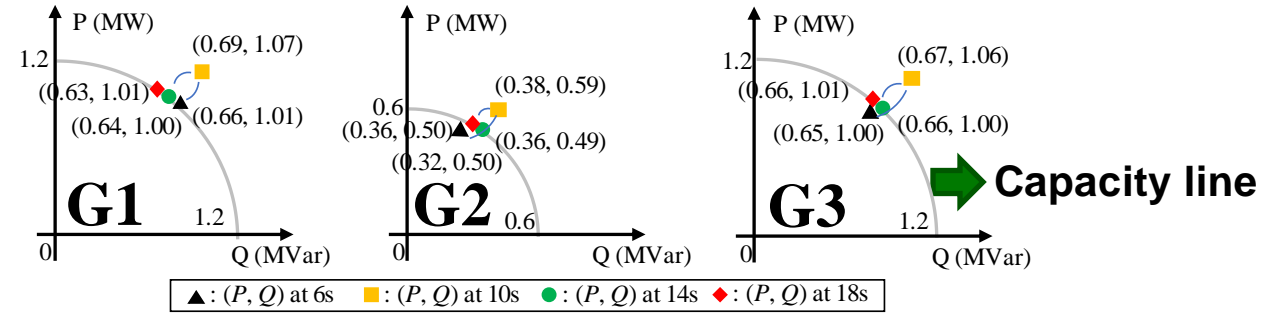 P (MW)
(0.69, 1.07)
1.2
(0.63, 1.01)
(0.66, 1.01)
(0.64, 1.00)
G1
1.2
0
Q (MVar)
P (MW)
(0.38, 0.59)
0.6
(0.36, 0.50)
(0.36, 0.49)
(0.32, 0.50)
G2
0.6
0
Q (MVar)
P (MW)
(0.67, 1.06)
1.2
(0.66, 1.01)
(0.66, 1.00)
(0.65, 1.00)
G3
1.2
0
Q (MVar)
Capacity line
: (P, Q) at 6s
: (P, Q) at 10s
: (P, Q) at 14s
: (P, Q) at 18s